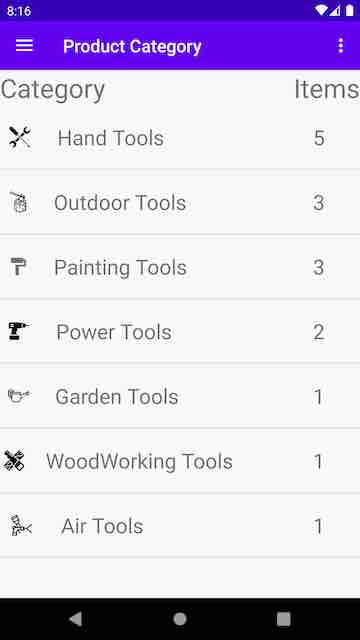 8:16
Product Category
Category Items
Hand Tools 5
Outdoor Tools 3
Painting Tools 3
Power Tools 2
Garden Tools 1
WoodWorking Tools 1
Air Tools 1